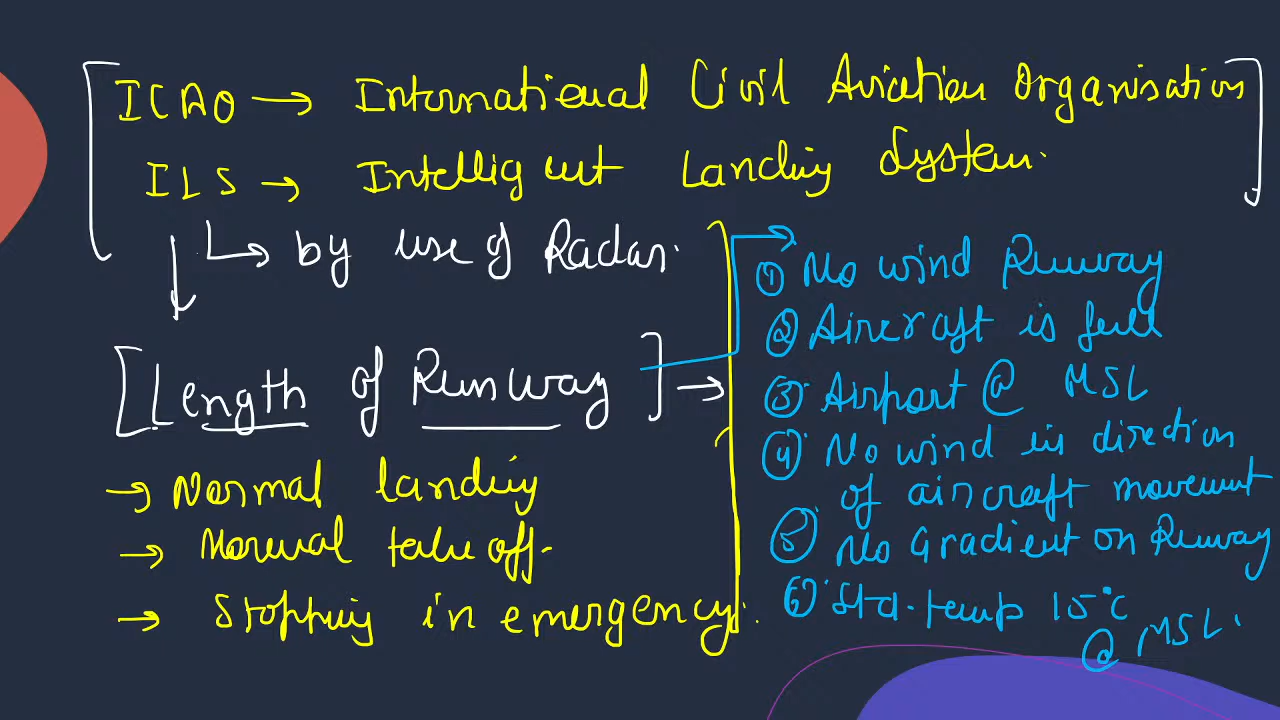 ICAO → International Civil Aviation Organisation
ILS → Intelligent Landing System.
↳ by use of Radar.
[Length of Runway] →
→ Normal landing
→ Normal take off.
→ Stopping in emergency.
① No wind Runway
② Aircraft is full
③ Airport @ MSL
④ No wind in direction
of aircraft movement
⑤ No Gradient on Runway
⑥ Std. temp 15°C
@ MSL.